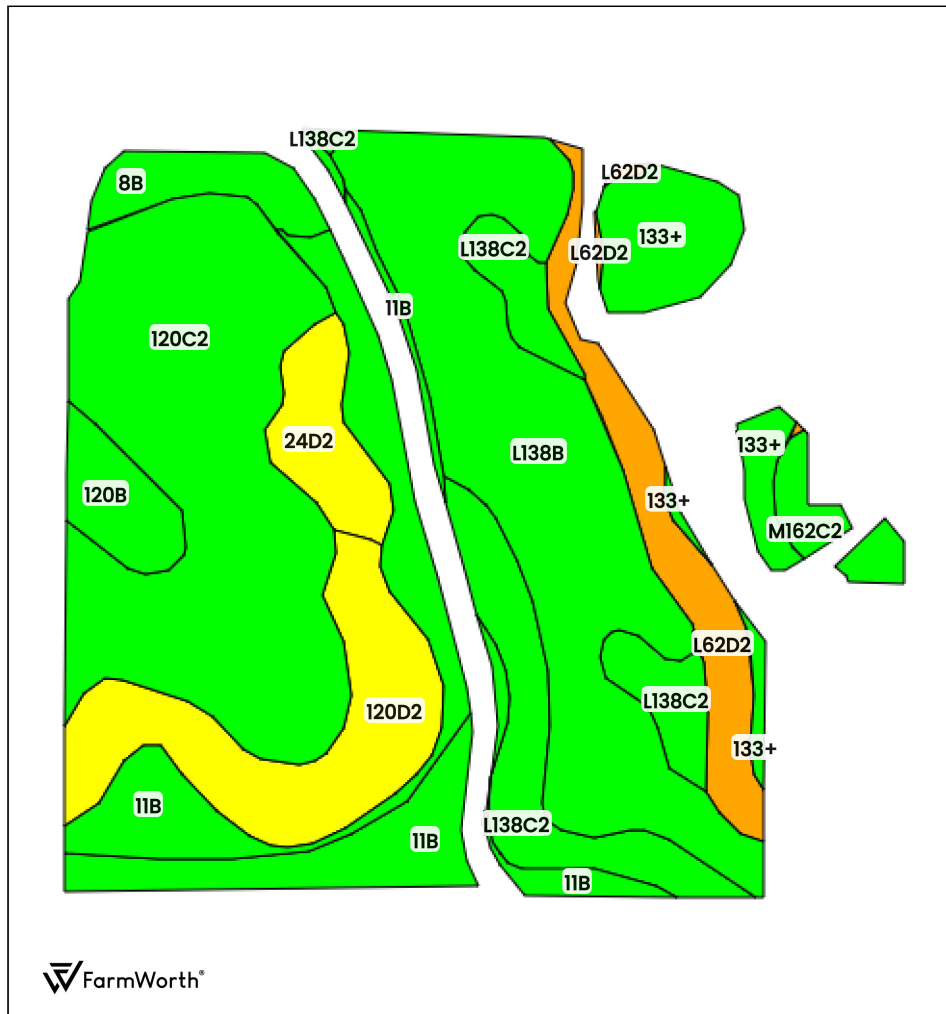 L138C2
8B
L62D2
133+
L138C2
L62D2
11B
120C2
24D2
133+
L138B
120B
133+
M162C2
L62D2
L138C2
120D2
133+
11B
L138C2
11B
11B
FarmWorth®